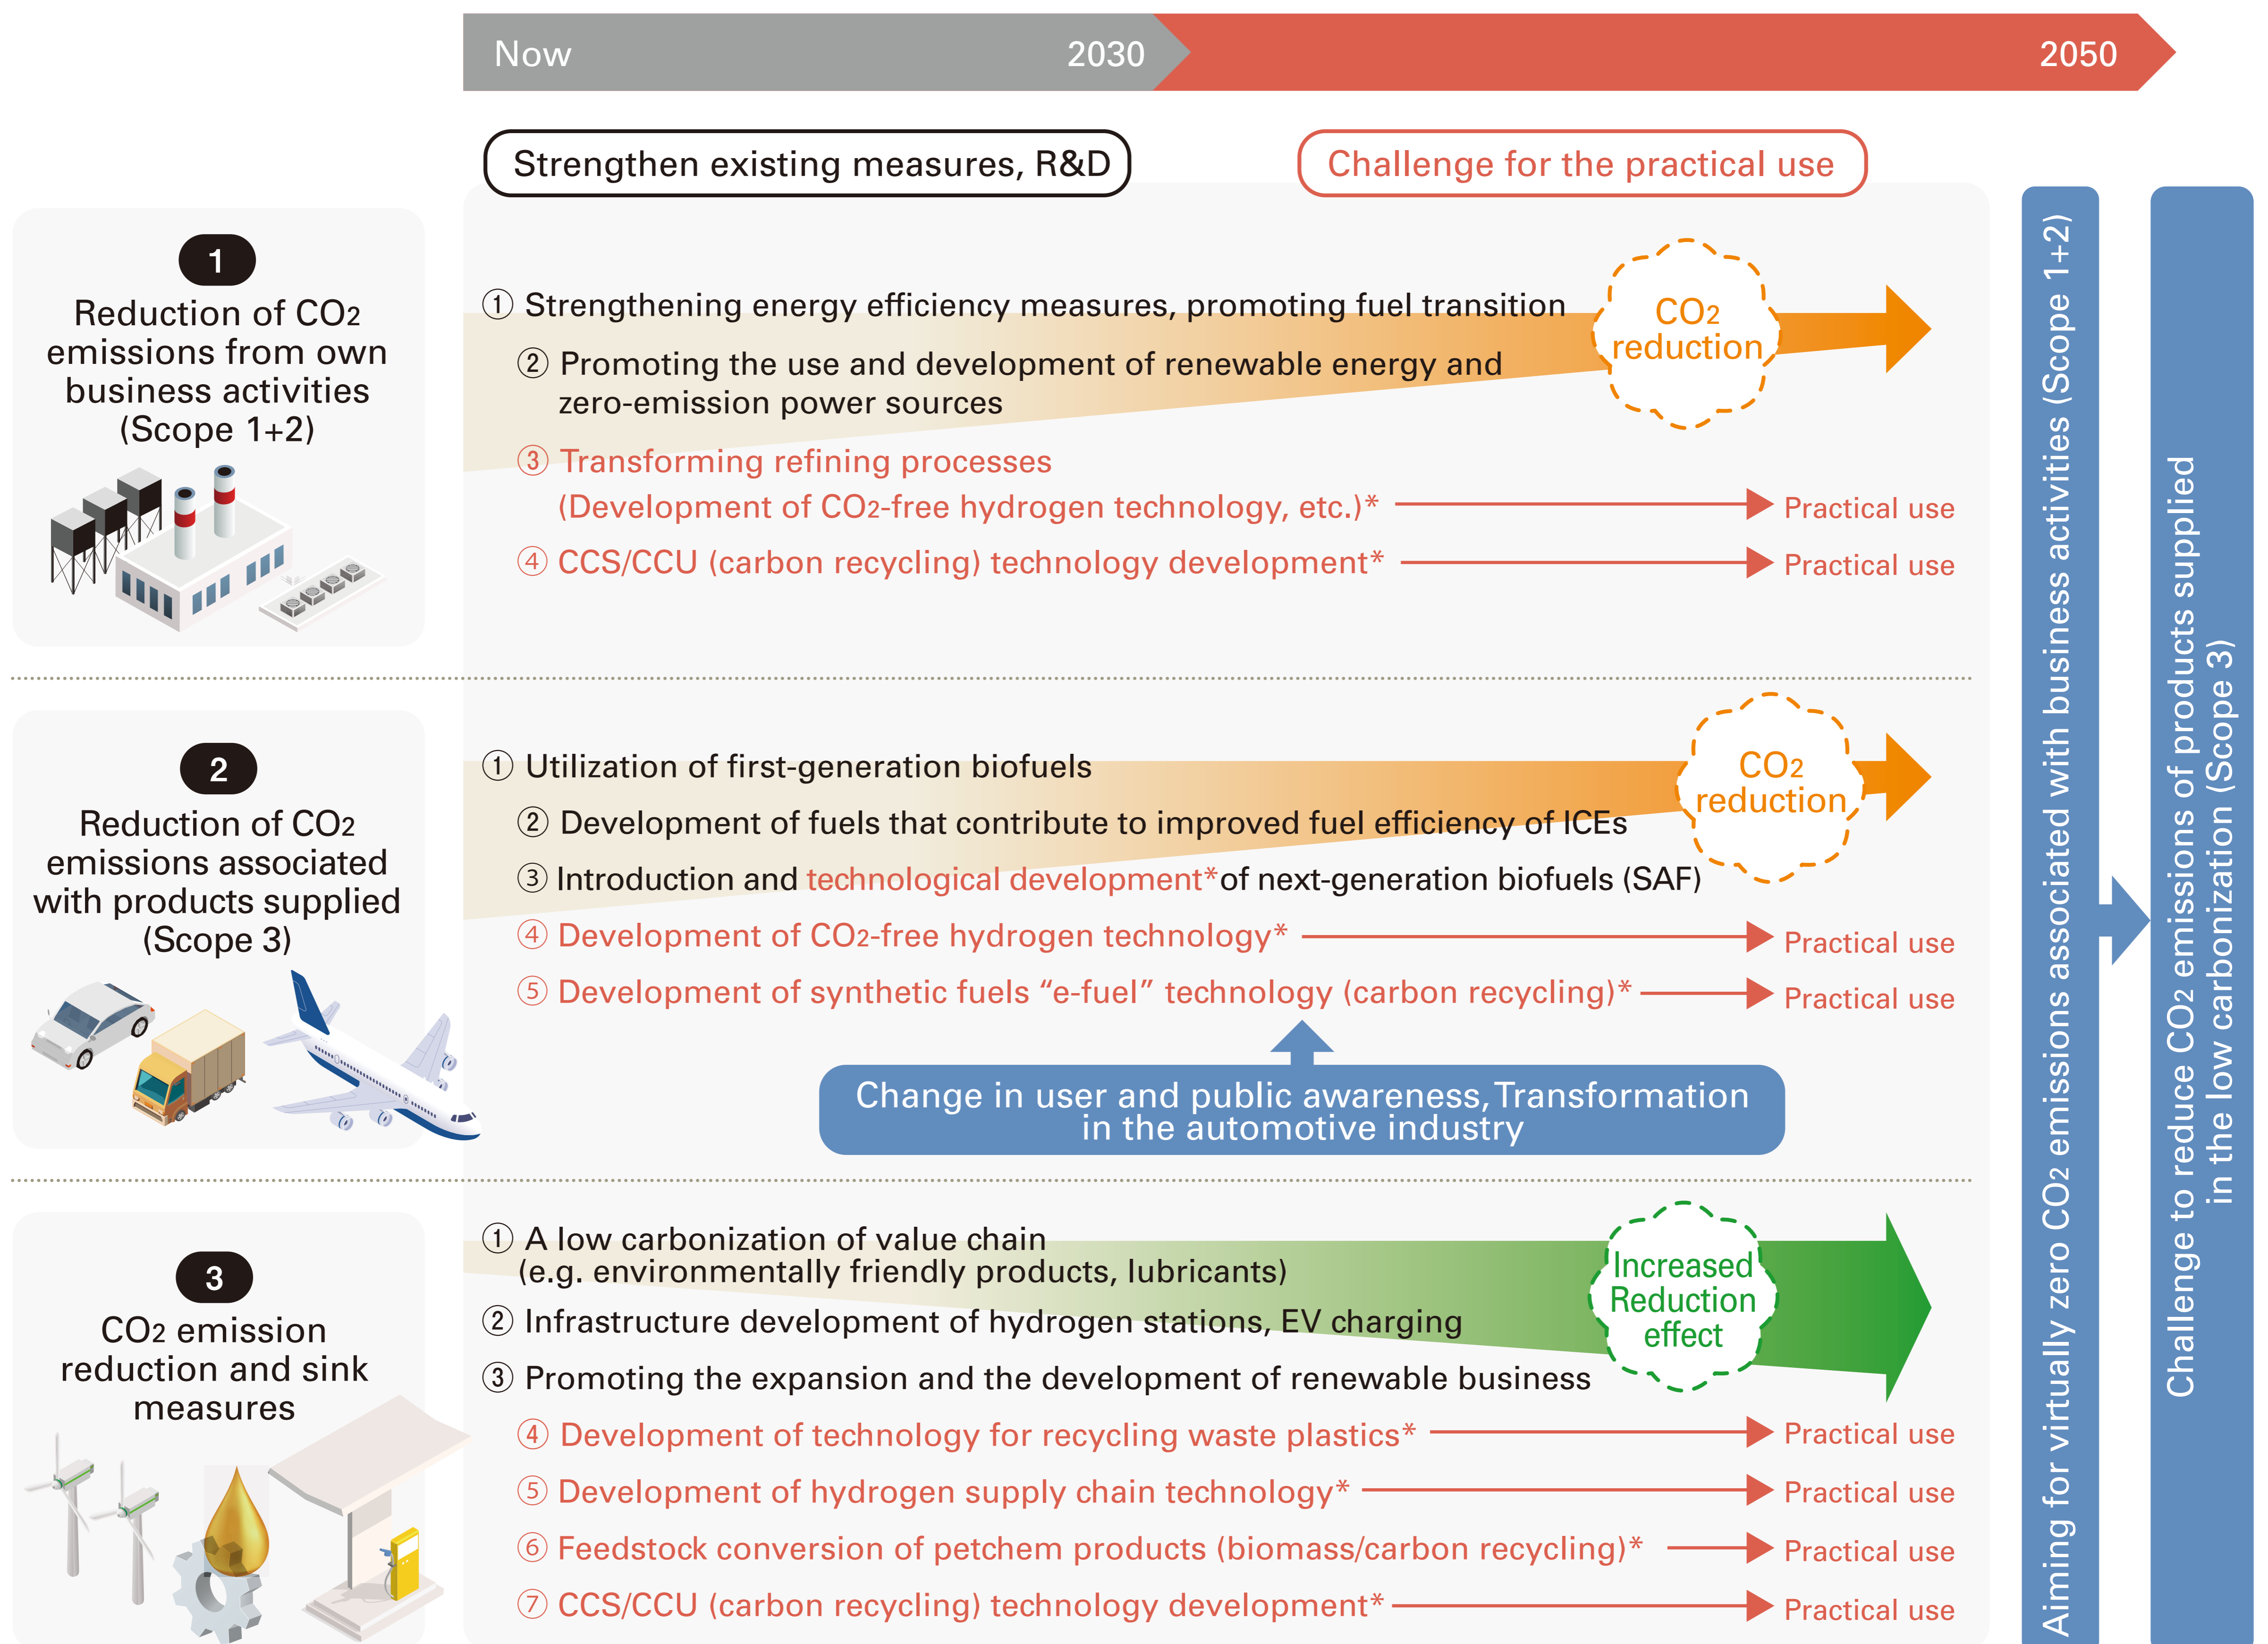 Now
2030
2050
Strengthen existing measures, R&D
Challenge for the practical use
1
Reduction of CO2
emissions from own
business activities
(Scope 1+2)
① Strengthening energy efficiency measures, promoting fuel transition
② Promoting the use and development of renewable energy and
zero-emission power sources
③ Transforming refining processes
(Development of CO2-free hydrogen technology, etc.)*
Practical use
④ CCS/CCU (carbon recycling) technology development*
Practical use
CO2
reduction
2
Reduction of CO2
emissions associated
with products supplied
(Scope 3)
① Utilization of first-generation biofuels
② Development of fuels that contribute to improved fuel efficiency of ICEs
③ Introduction and technological development* of next-generation biofuels (SAF)
④ Development of CO2-free hydrogen technology*
Practical use
⑤ Development of synthetic fuels “e-fuel” technology (carbon recycling)*
Practical use
CO2
reduction
Change in user and public awareness, Transformation
in the automotive industry
3
CO2 emission
reduction and sink
measures
① A low carbonization of value chain
(e.g. environmentally friendly products, lubricants)
② Infrastructure development of hydrogen stations, EV charging
③ Promoting the expansion and the development of renewable business
④ Development of technology for recycling waste plastics*
Practical use
⑤ Development of hydrogen supply chain technology*
Practical use
⑥ Feedstock conversion of petchem products (biomass/carbon recycling)*
Practical use
⑦ CCS/CCU (carbon recycling) technology development*
Practical use
Increased
Reduction
effect
Aiming for virtually zero CO2 emissions associated with business activities (Scope 1+2)
Challenge to reduce CO2 emissions of products supplied
in the low carbonization (Scope 3)